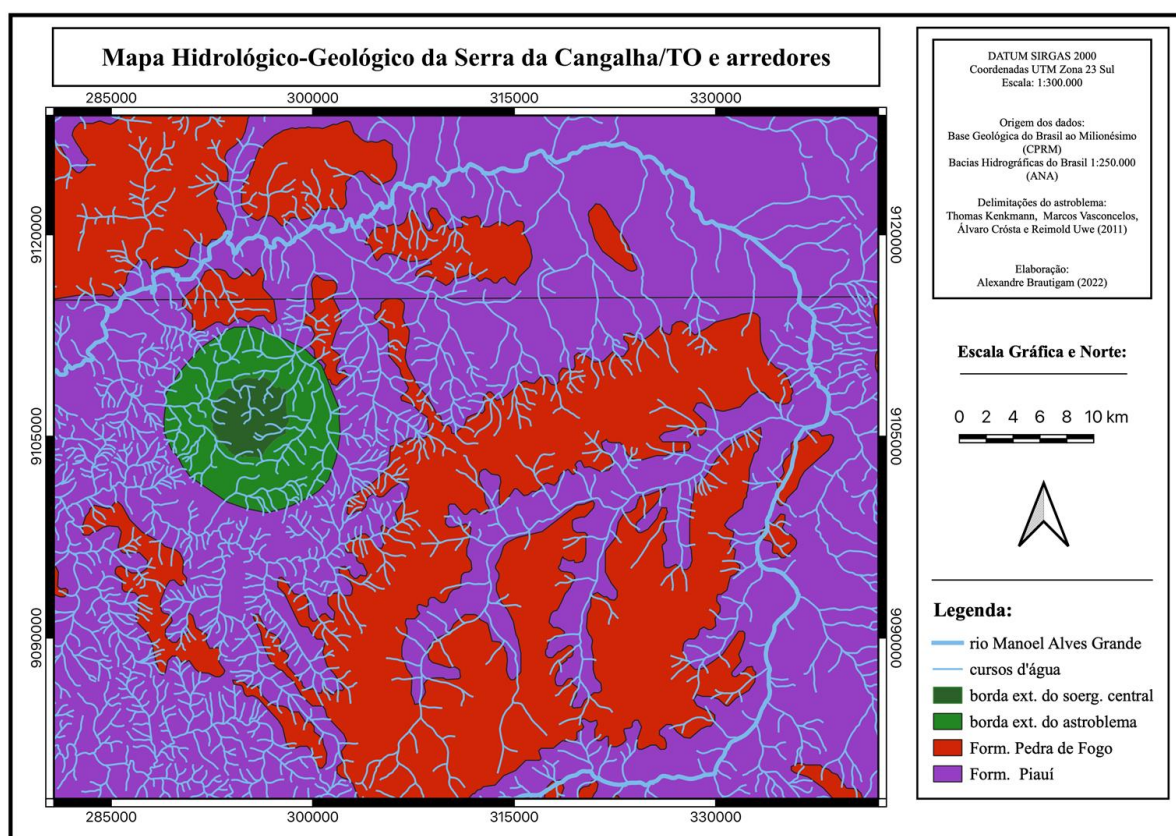 Mapa Hidrológico-Geológico da Serra da Cangalha/TO e arredores
285000 300000 315000 330000
9120000 9120000
9105000 9105000
9090000 9090000
285000 300000 315000 330000
DATUM SIRGAS 2000
Coordenadas UTM Zona 23 Sul
Escala: 1:300.000
Origem dos dados:
Base Geológica do Brasil ao Milionésimo
(CPRM)
Bacias Hidrográficas do Brasil 1:250.000
(ANA)
Delimitações do astroblema:
Thomas Kenkmann, Marcos Vasconcelos,
Álvaro Crósta e Reimold Uwe (2011)
Elaboração:
Alexandre Brautigam (2022)
Escala Gráfica e Norte:
0 2 4 6 8 10 km
Legenda:
rio Manoel Alves Grande
cursos d'água
borda ext. do soerg. central
borda ext. do astroblema
Form. Pedra de Fogo
Form. Piauí